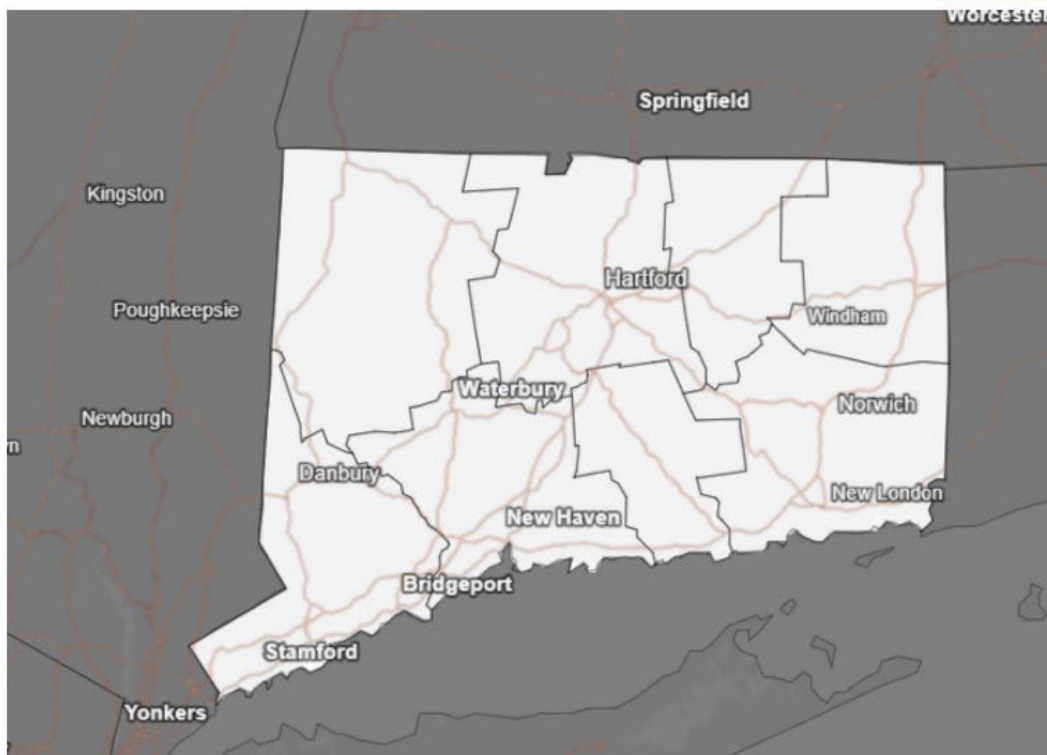 Worcester
Springfield
Kingston
Hartford
Poughkeepsie
Windham
Waterbury
Norwich
Newburgh
Danbury
New London
New Haven
Bridgeport
Stamford
Yonkers